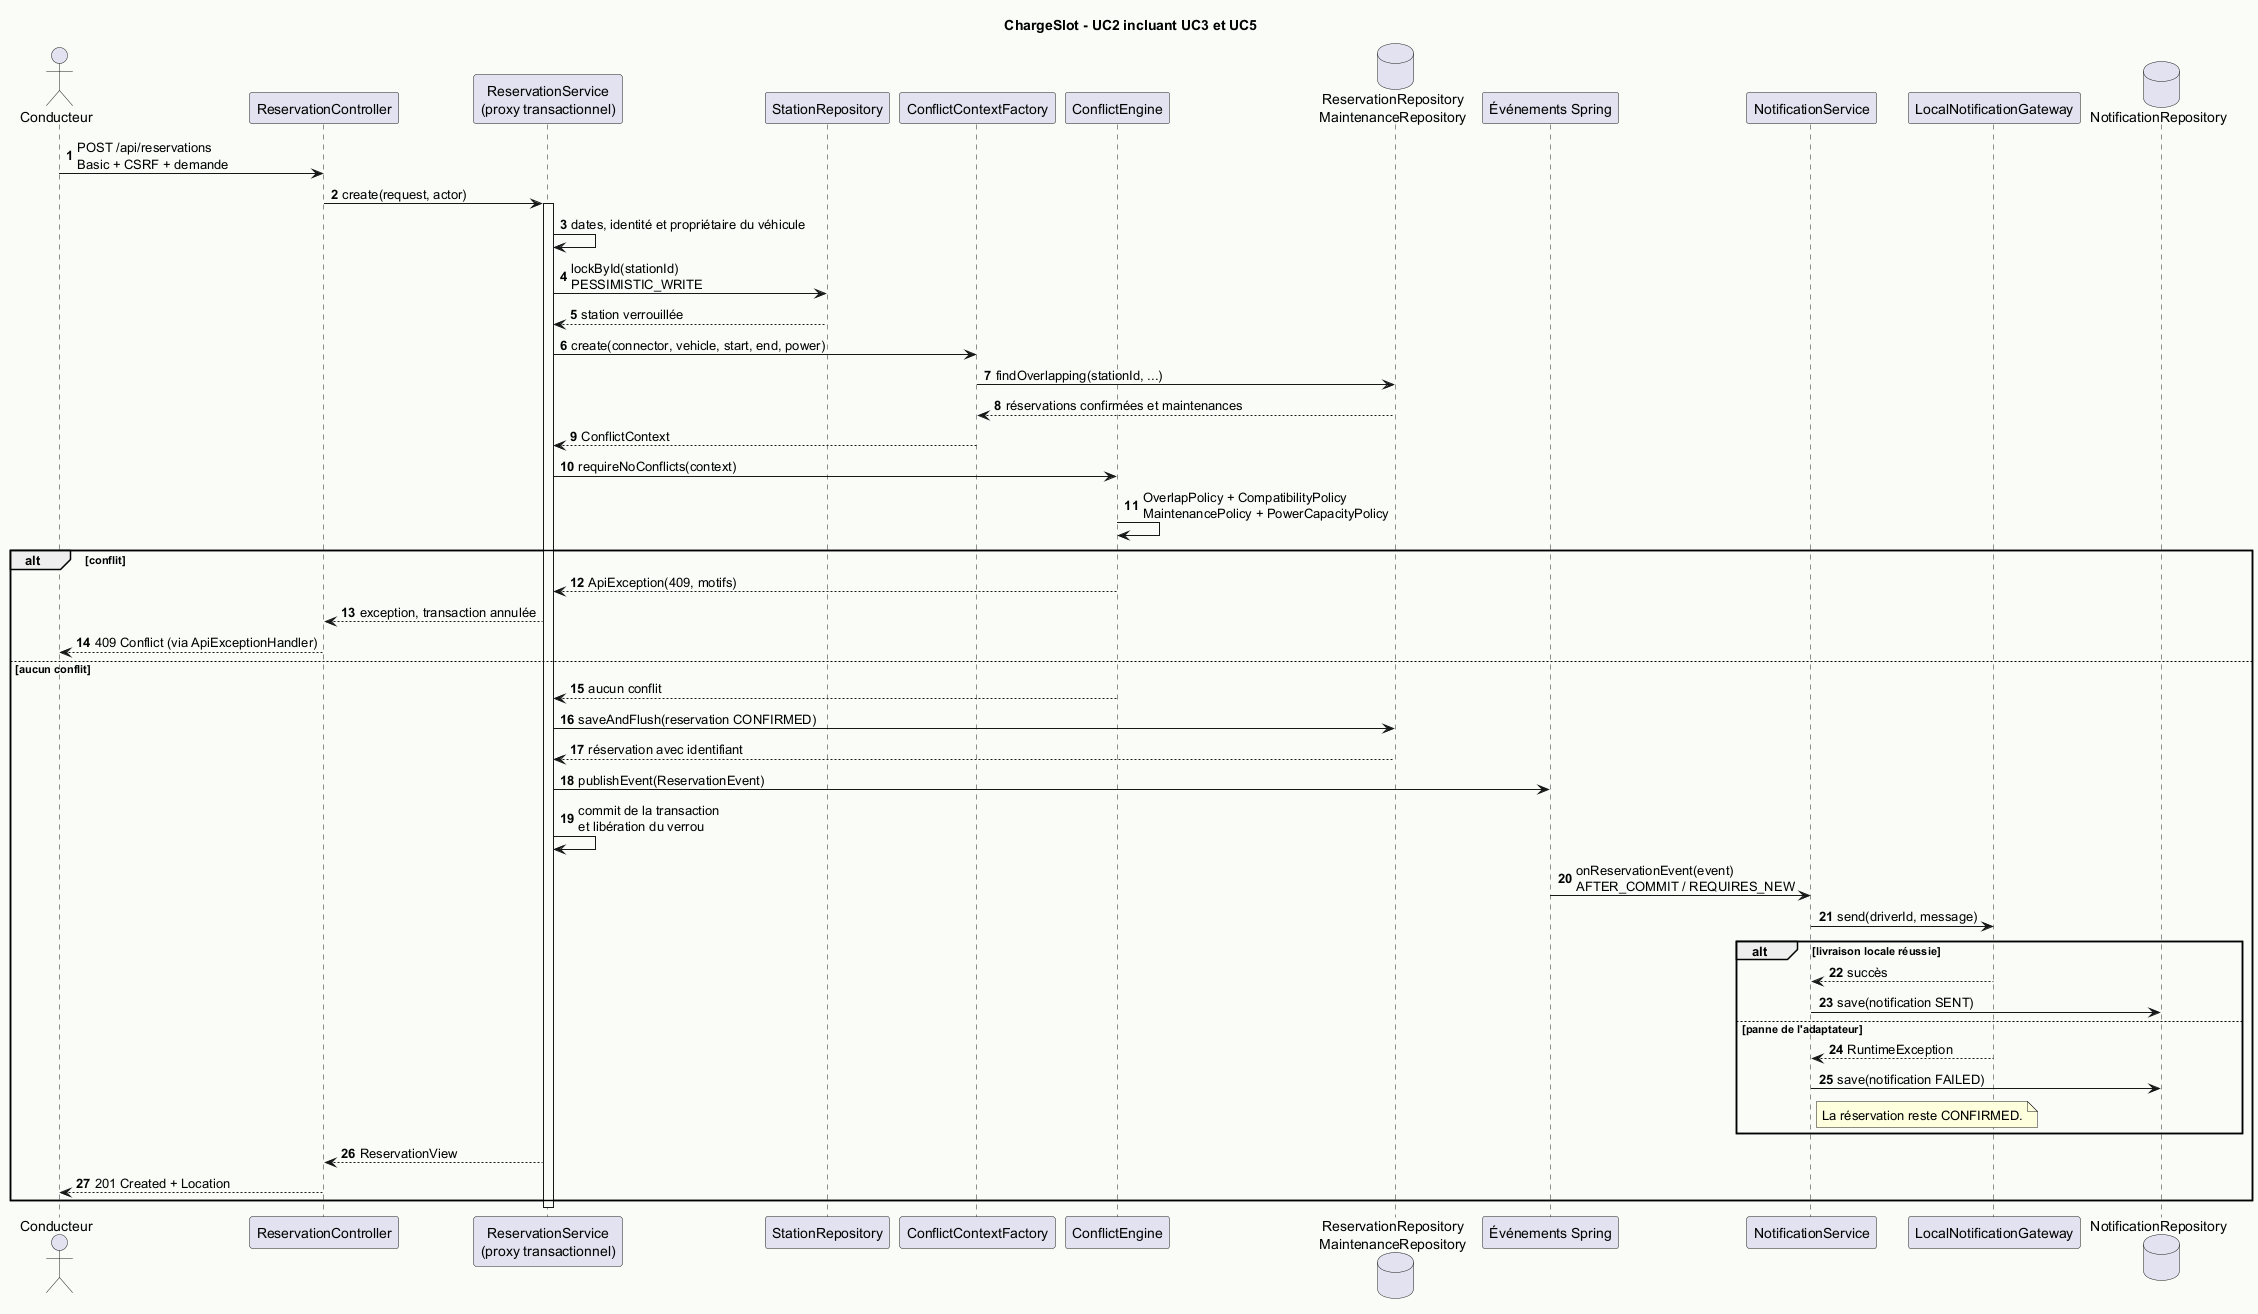 ChargeSlot - UC2 incluant UC3 et UC5
Conducteur
ReservationController
ReservationService
(proxy transactionnel)
StationRepository
ConflictContextFactory
ConflictEngine
ReservationRepository
MaintenanceRepository
Événements Spring
NotificationService
LocalNotificationGateway
NotificationRepository
1 POST /api/reservations
Basic + CSRF + demande
2 create(request, actor)
3 dates, identité et propriétaire du véhicule
4 lockById(stationId)
PESSIMISTIC_WRITE
5 station verrouillée
6 create(connector, vehicle, start, end, power)
7 findOverlapping(stationId, ...)
8 réservations confirmées et maintenances
9 ConflictContext
10 requireNoConflicts(context)
11 OverlapPolicy + CompatibilityPolicy
MaintenancePolicy + PowerCapacityPolicy
alt [conflit]
12 ApiException(409, motifs)
13 exception, transaction annulée
14 409 Conflict (via ApiExceptionHandler)
[aucun conflit]
15 aucun conflit
16 saveAndFlush(reservation CONFIRMED)
17 réservation avec identifiant
18 publishEvent(ReservationEvent)
19 commit de la transaction
et libération du verrou
20 onReservationEvent(event)
AFTER_COMMIT / REQUIRES_NEW
21 send(driverId, message)
alt [livraison locale réussie]
22 succès
23 save(notification SENT)
[panne de l'adaptateur]
24 RuntimeException
25 save(notification FAILED)
La réservation reste CONFIRMED.
26 ReservationView
27 201 Created + Location
Conducteur
ReservationController
ReservationService
(proxy transactionnel)
StationRepository
ConflictContextFactory
ConflictEngine
ReservationRepository
MaintenanceRepository
Événements Spring
NotificationService
LocalNotificationGateway
NotificationRepository